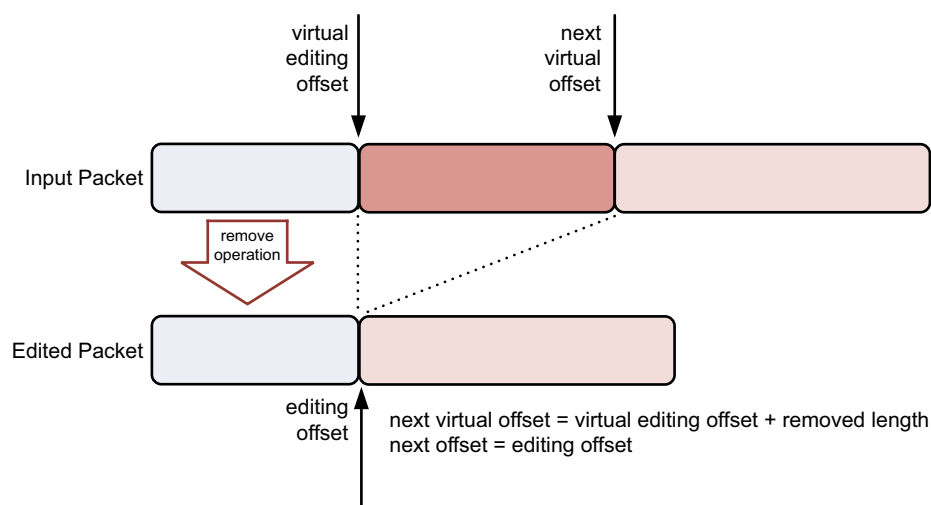 virtual
editing
offset
next
virtual
offset
Input Packet
remove
operation
Edited Packet
editing
offset
next virtual offset = virtual editing offset + removed length
next offset = editing offset